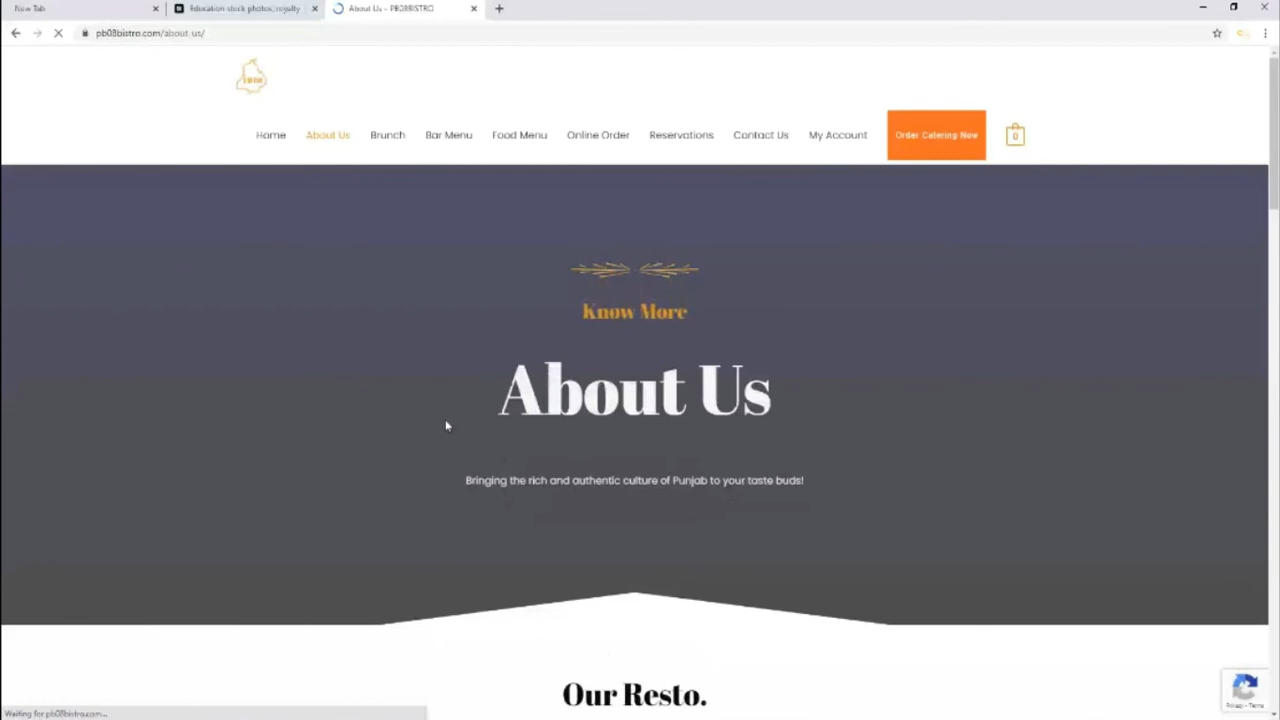 New Tab
Education stock photos, royalty
About Us - PB08BISTRO
pb08bistro.com/about-us/
Home
About Us
Brunch
Bar Menu
Food Menu
Online Order
Reservations
Contact Us
My Account
Order Catering Now
0
Know More
About Us
Bringing the rich and authentic culture of Punjab to your taste buds!
Our Resto.
Privacy - Terms
Waiting for pb08bistro.com...